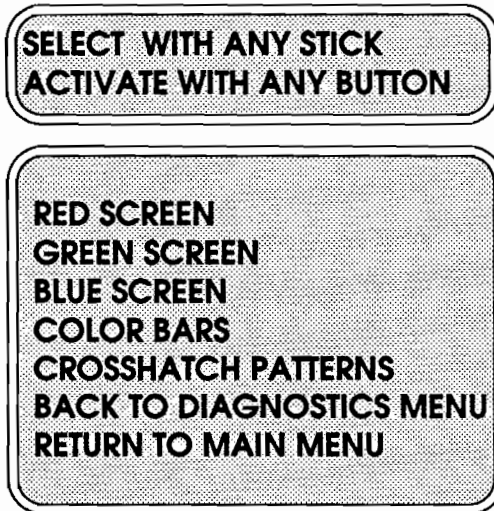 SELECT WITH ANY STICK
ACTIVATE WITH ANY BUTTON
RED SCREEN
GREEN SCREEN
BLUE SCREEN
COLOR BARS
CROSSHATCH PATTERNS
BACK TO DIAGNOSTICS MENU
RETURN TO MAIN MENU